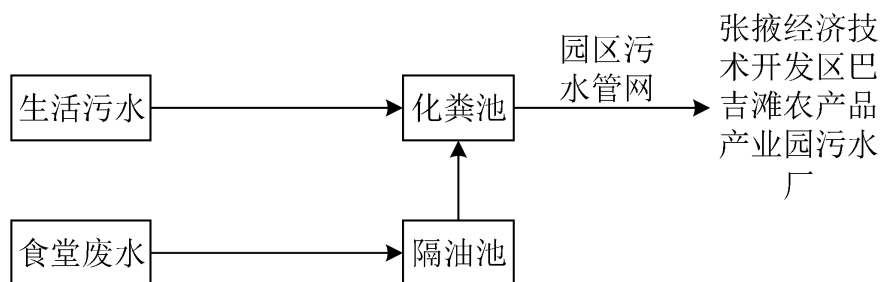 生活污水
化粪池
园区污
水管网
张掖经济技
术开发区巴
吉滩农产品
产业园污水
厂
食堂废水
隔油池